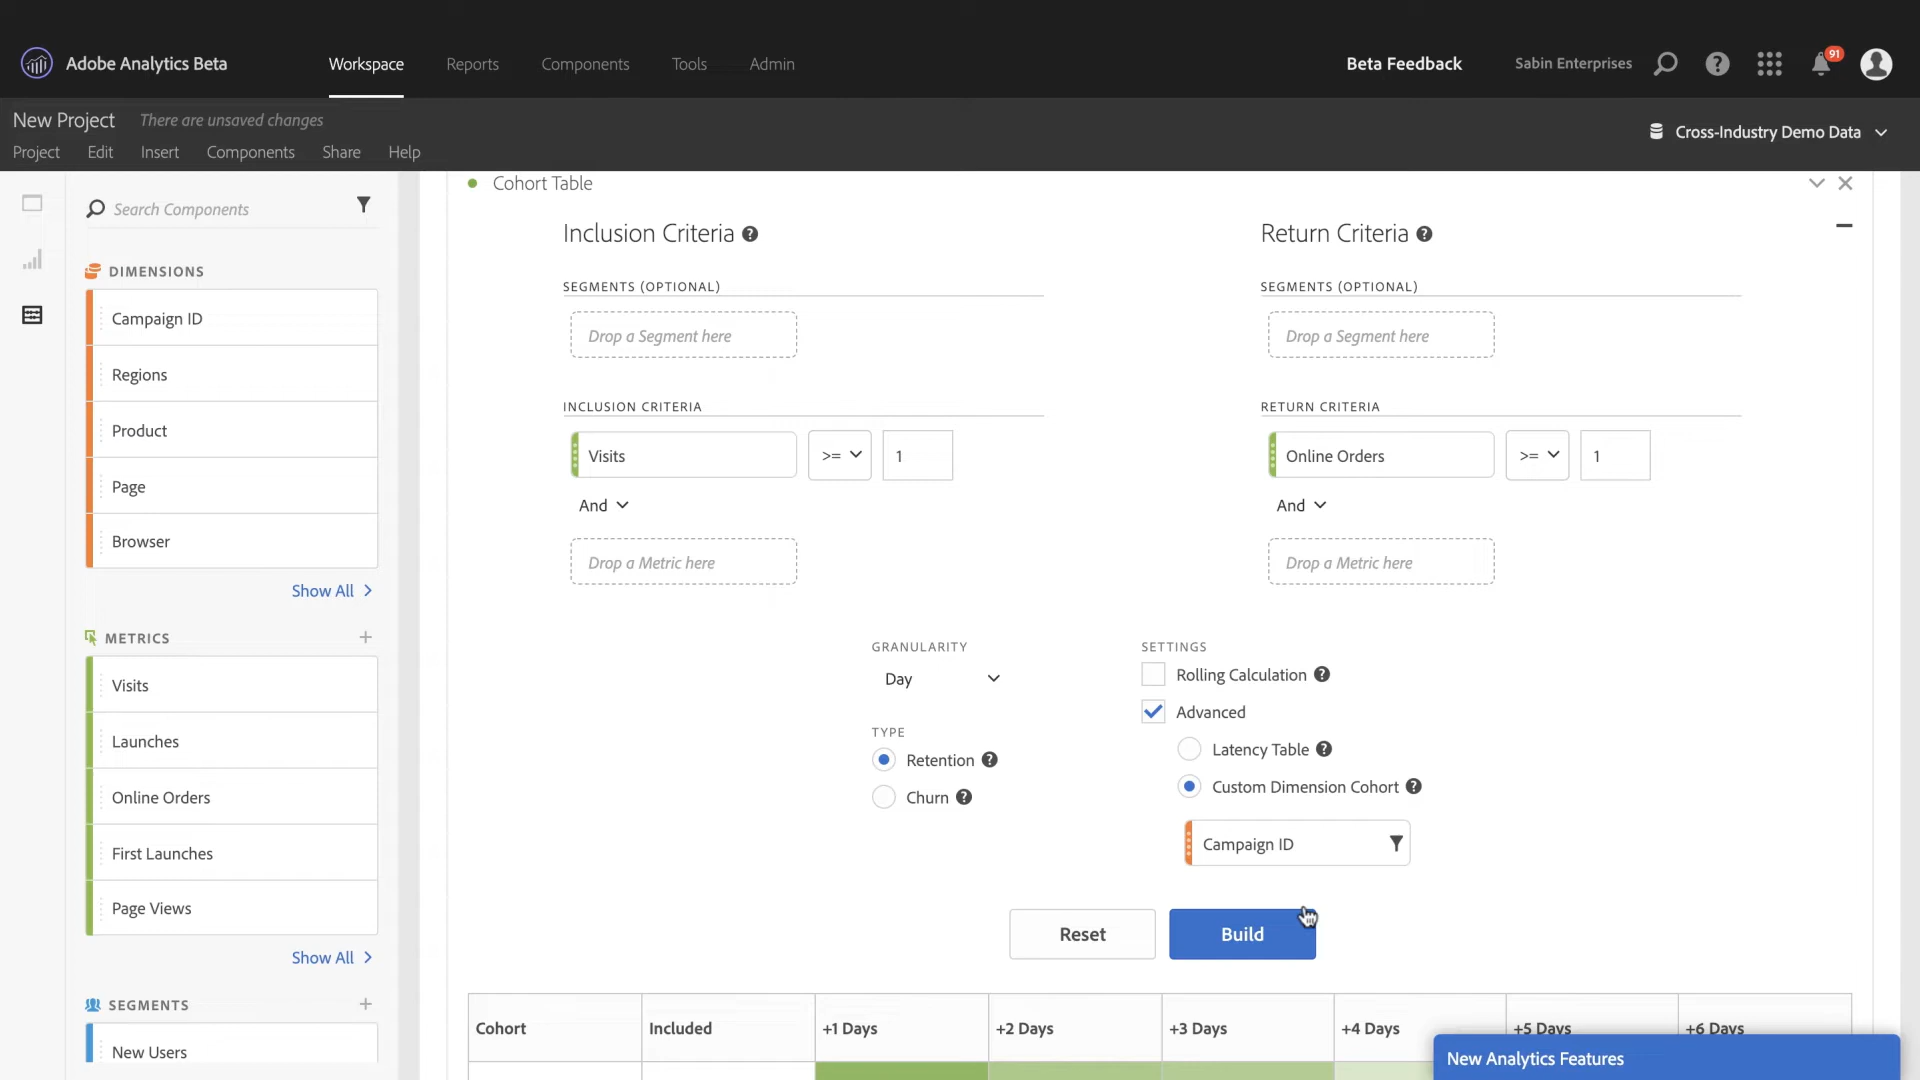 Adobe Analytics Beta
Workspace
Reports
Components
Tools
Admin
Beta Feedback
Sabin Enterprises
91
New Project
There are unsaved changes
Cross-Industry Demo Data
Project
Edit
Insert
Components
Share
Help
Search Components
DIMENSIONS
Campaign ID
Regions
Product
Page
Browser
Show All
METRICS
Visits
Launches
Online Orders
First Launches
Page Views
Show All
SEGMENTS
New Users
Cohort Table
Inclusion Criteria
SEGMENTS (OPTIONAL)
Drop a Segment here
INCLUSION CRITERIA
Visits >= 1
And
Drop a Metric here
Return Criteria
SEGMENTS (OPTIONAL)
Drop a Segment here
RETURN CRITERIA
Online Orders >= 1
And
Drop a Metric here
GRANULARITY
Day
TYPE
Retention
Churn
SETTINGS
Rolling Calculation
Advanced
Latency Table
Custom Dimension Cohort
Campaign ID
Reset
Build
Cohort Included +1 Days +2 Days +3 Days +4 Days +5 Days +6 Days
New Analytics Features